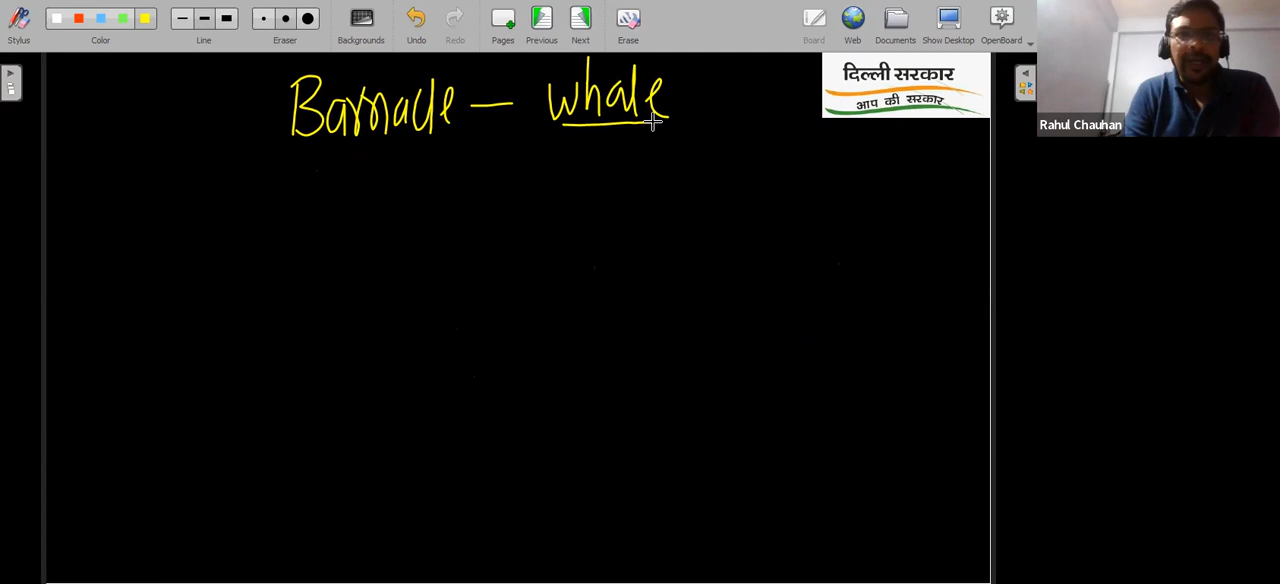 Stylus
Color
Line
Eraser
Backgrounds
Undo
Redo
Pages
Previous
Next
Erase
Board
Web
Documents
Show Desktop
OpenBoard
Barnacle — whale
दिल्ली सरकार
आप की सरकार
Rahul Chauhan